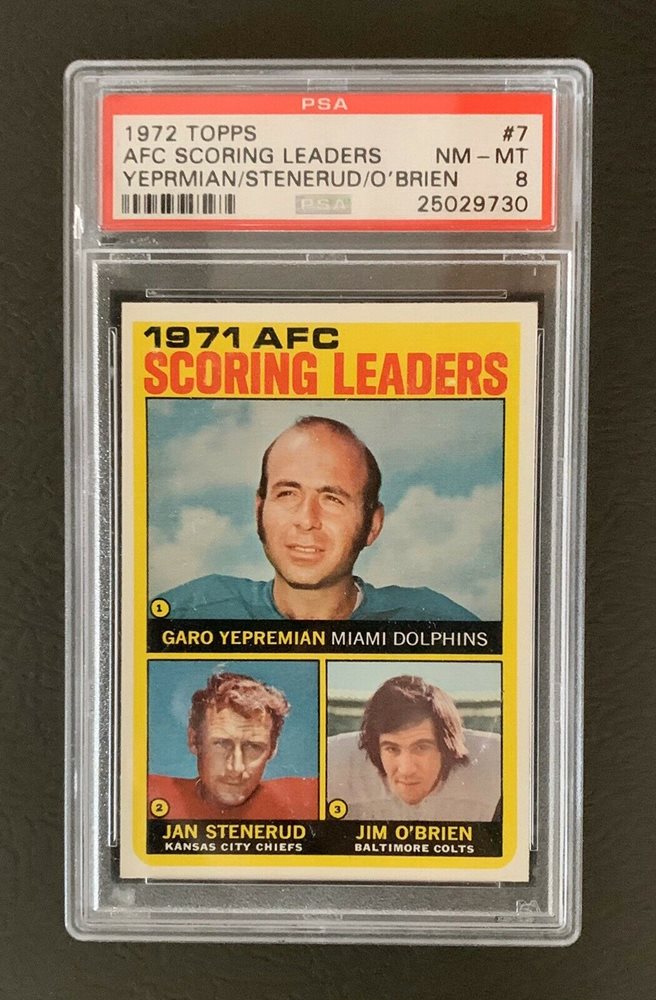 PSA
1972 TOPPS #7
AFC SCORING LEADERS NM - MT
YEPRMIAN/STENERUD/O'BRIEN 8
PSA 25029730
1971 AFC
SCORING LEADERS
1
GARO YEPREMIAN MIAMI DOLPHINS
2
JAN STENERUD
KANSAS CITY CHIEFS
3
JIM O'BRIEN
BALTIMORE COLTS